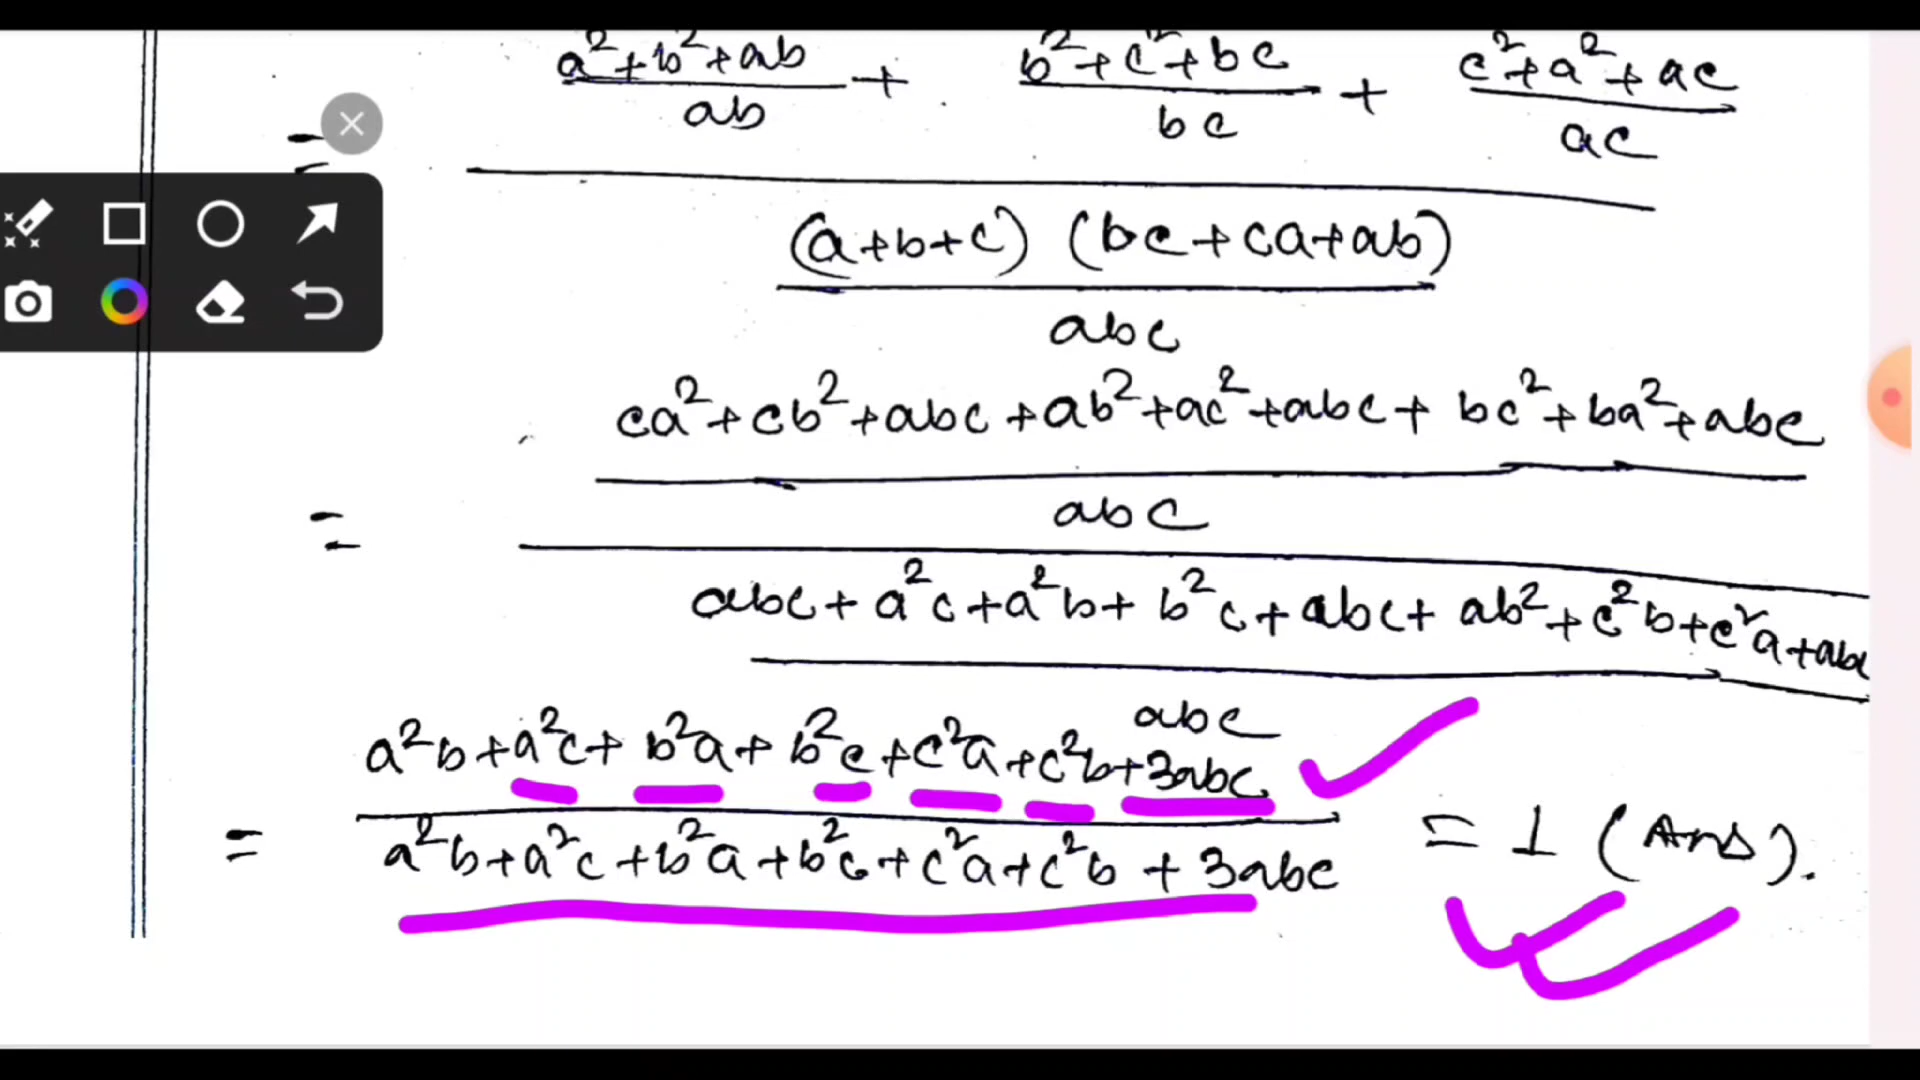 a²+b²+ab/ab + b²+c²+bc/bc + c²+a²+ac/ac
=
(a+b+c) (bc+ca+ab)
abc
ca²+cb²+abc+ab²+ac²+abc+bc²+ba²+abc
abc
=
abc+a²c+a²b+b²c+abc+ab²+c²b+c²a+abc
abc
a²b+a²c+b²a+b²c+c²a+c²b+3abc
= a²b+a²c+b²a+b²c+c²a+c²b+3abc = 1 (Ans).